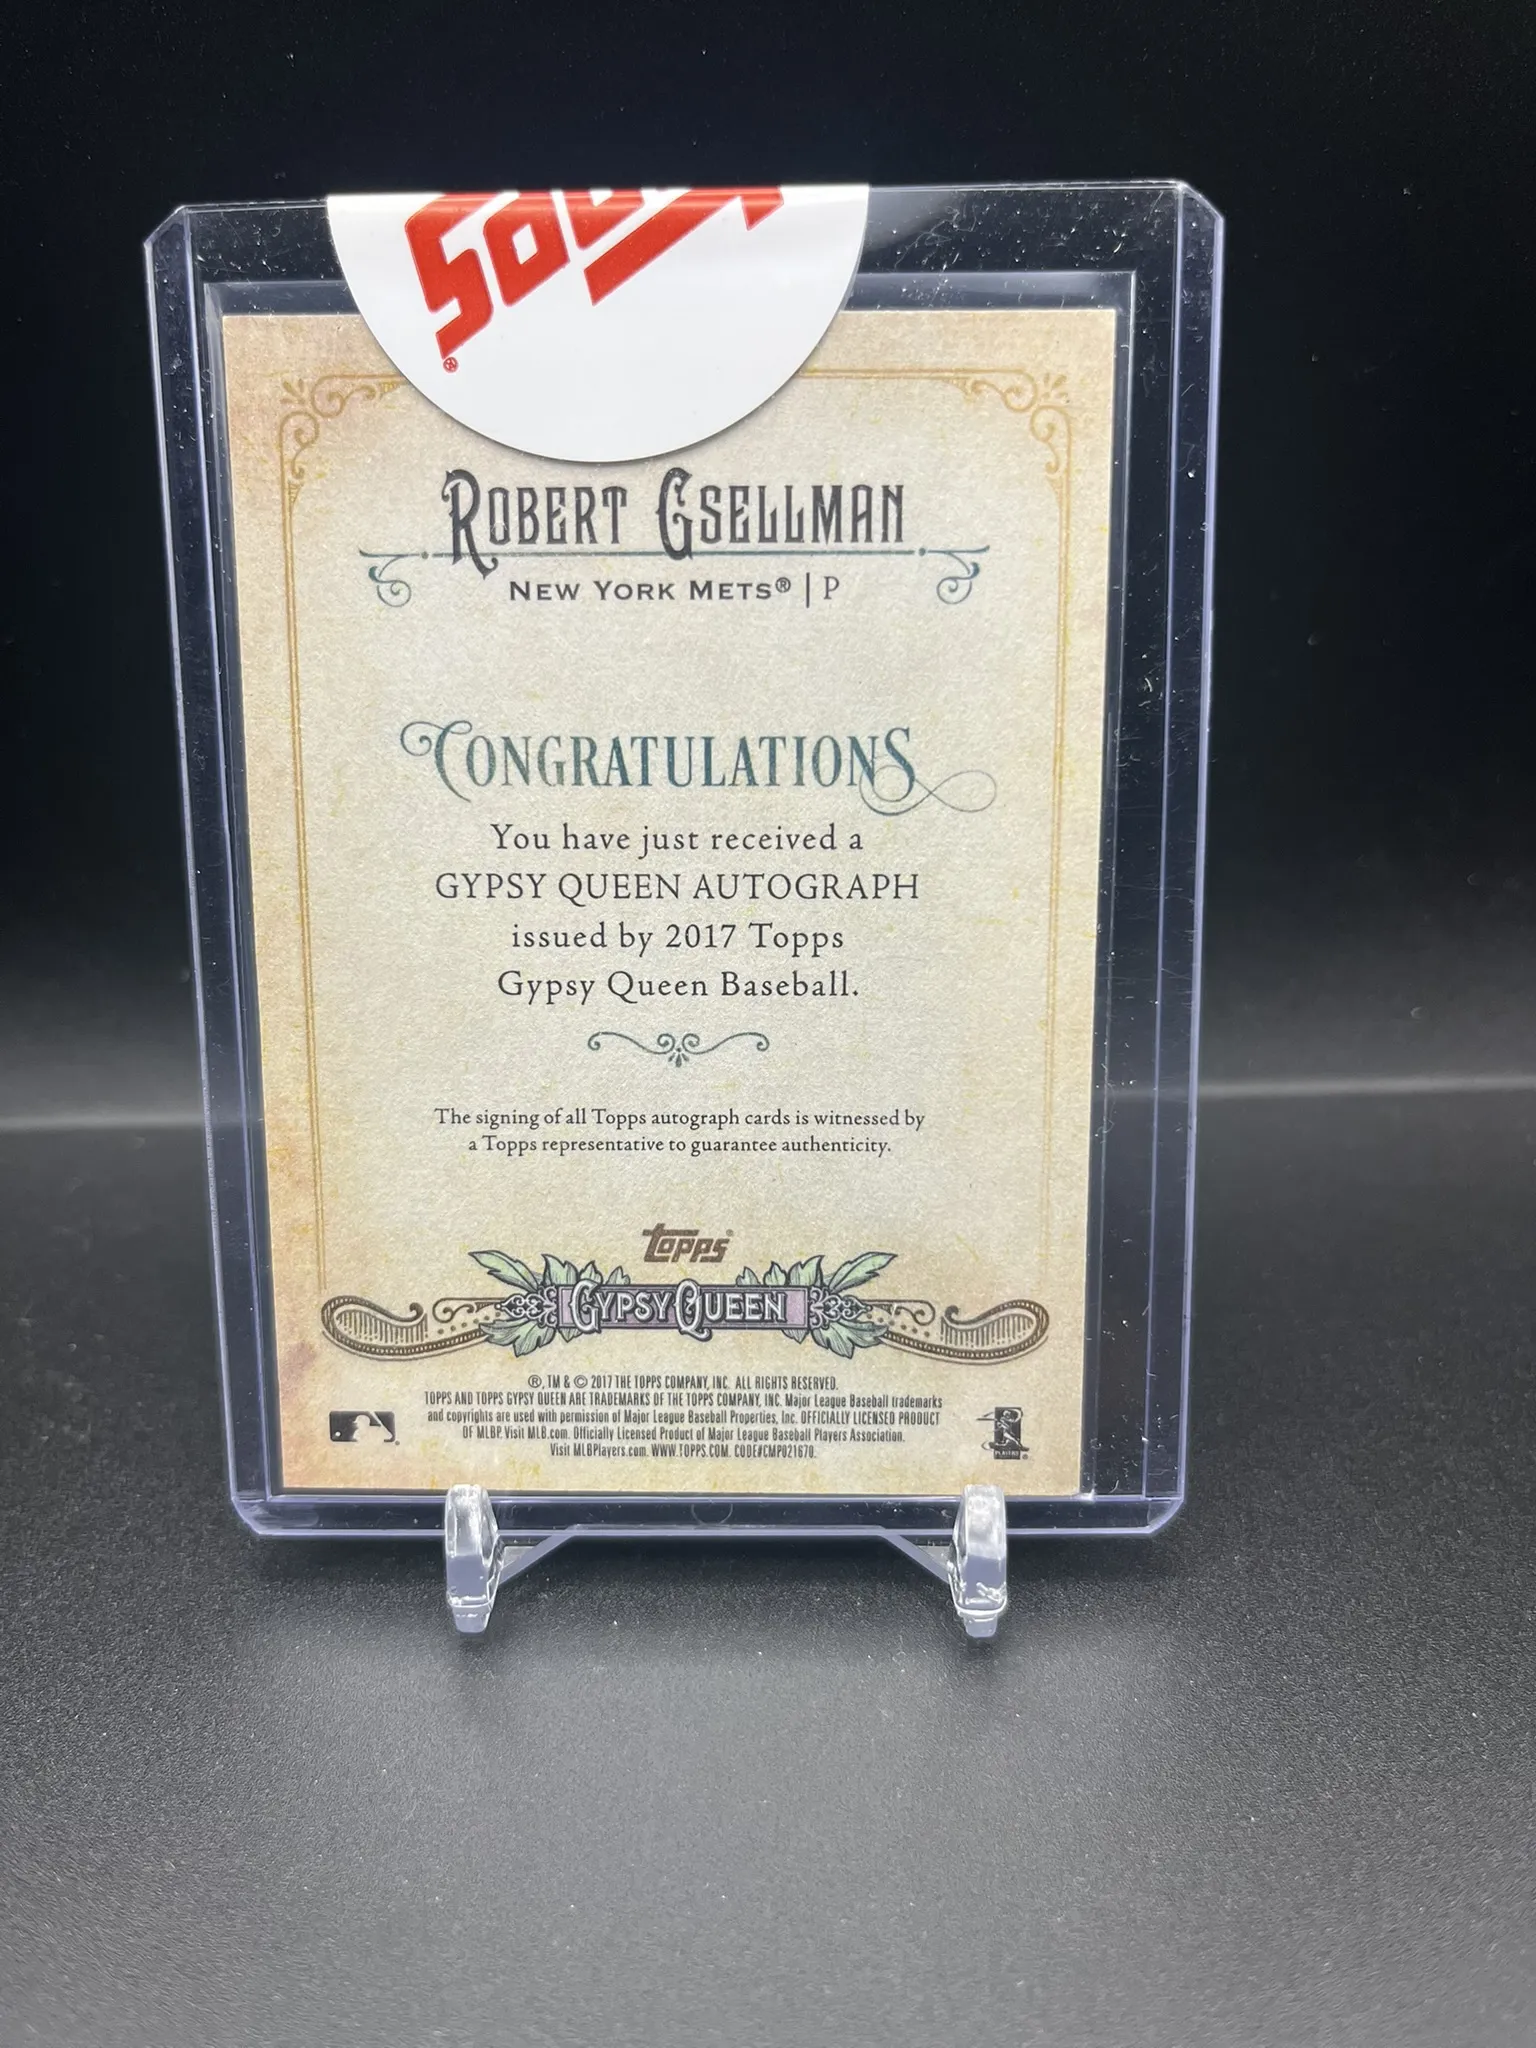 ROBERT GSELLMAN
NEW YORK METS® | P
CONGRATULATIONS
You have just received a
GYPSY QUEEN AUTOGRAPH
issued by 2017 Topps
Gypsy Queen Baseball.
The signing of all Topps autograph cards is witnessed by
a Topps representative to guarantee authenticity.
topps
GYPSY QUEEN
®, TM & © 2017 THE TOPPS COMPANY, INC. ALL RIGHTS RESERVED.
TOPPS AND TOPPS GYPSY QUEEN ARE TRADEMARKS OF THE TOPPS COMPANY, INC. Major League Baseball trademarks
and copyrights are used with permission of Major League Baseball Properties, Inc. OFFICIALLY LICENSED PRODUCT
OF MLBP. Visit MLB.com. Officially Licensed Product of Major League Baseball Players Association.
Visit MLBPlayers.com. WWW.TOPPS.COM. CODE#CMP021670.
PLAYERS